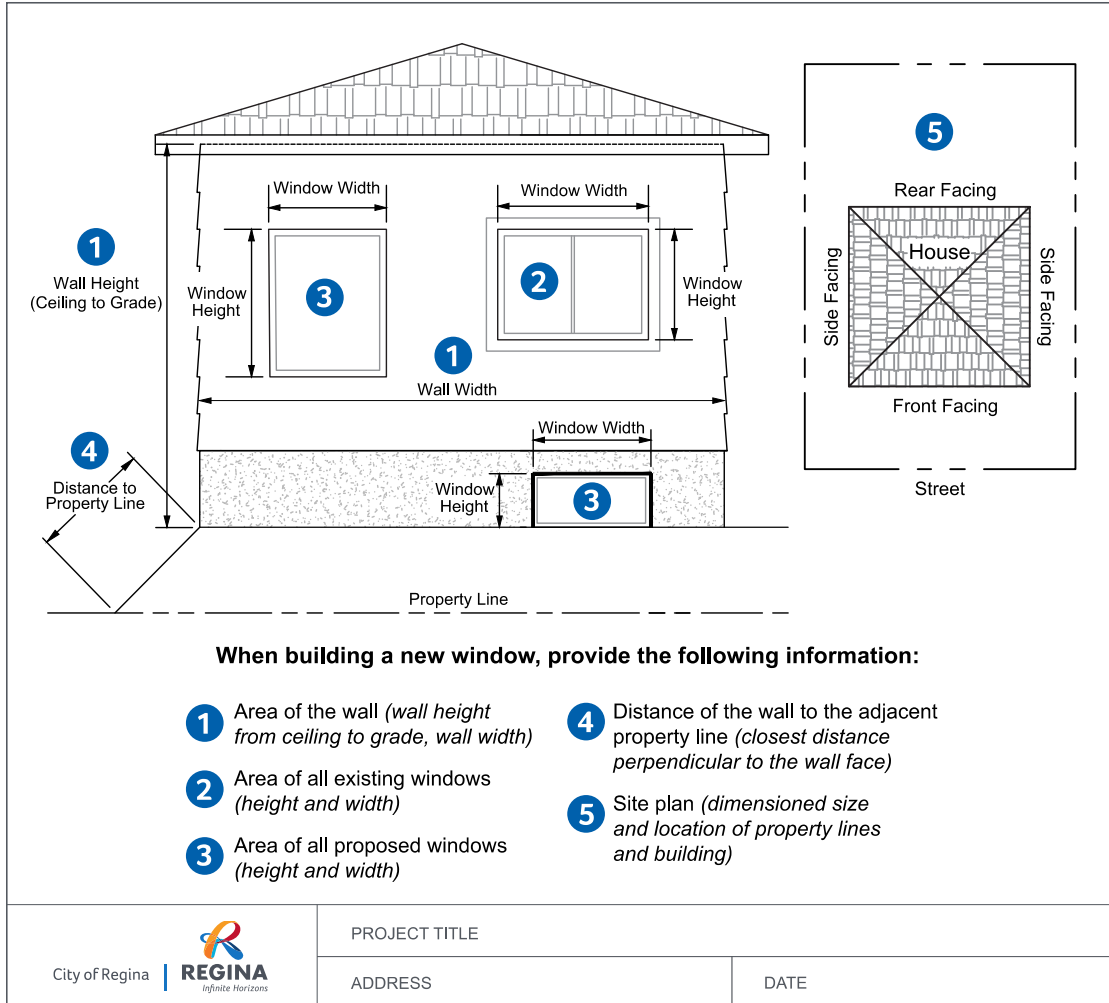 5
Rear Facing
House
Side Facing
Side Facing
Front Facing
Street
Window Width
Window Width
1
Wall Height
(Ceiling to Grade)
Window
Height
3
2
Window
Height
1
Wall Width
4
Distance to
Property Line
Window Width
Window
Height
3
Property Line
When building a new window, provide the following information:
1 Area of the wall (wall height
from ceiling to grade, wall width)
2 Area of all existing windows
(height and width)
3 Area of all proposed windows
(height and width)
4 Distance of the wall to the adjacent
property line (closest distance
perpendicular to the wall face)
5 Site plan (dimensioned size
and location of property lines
and building)
City of Regina
REGINA
Infinite Horizons
PROJECT TITLE
ADDRESS
DATE